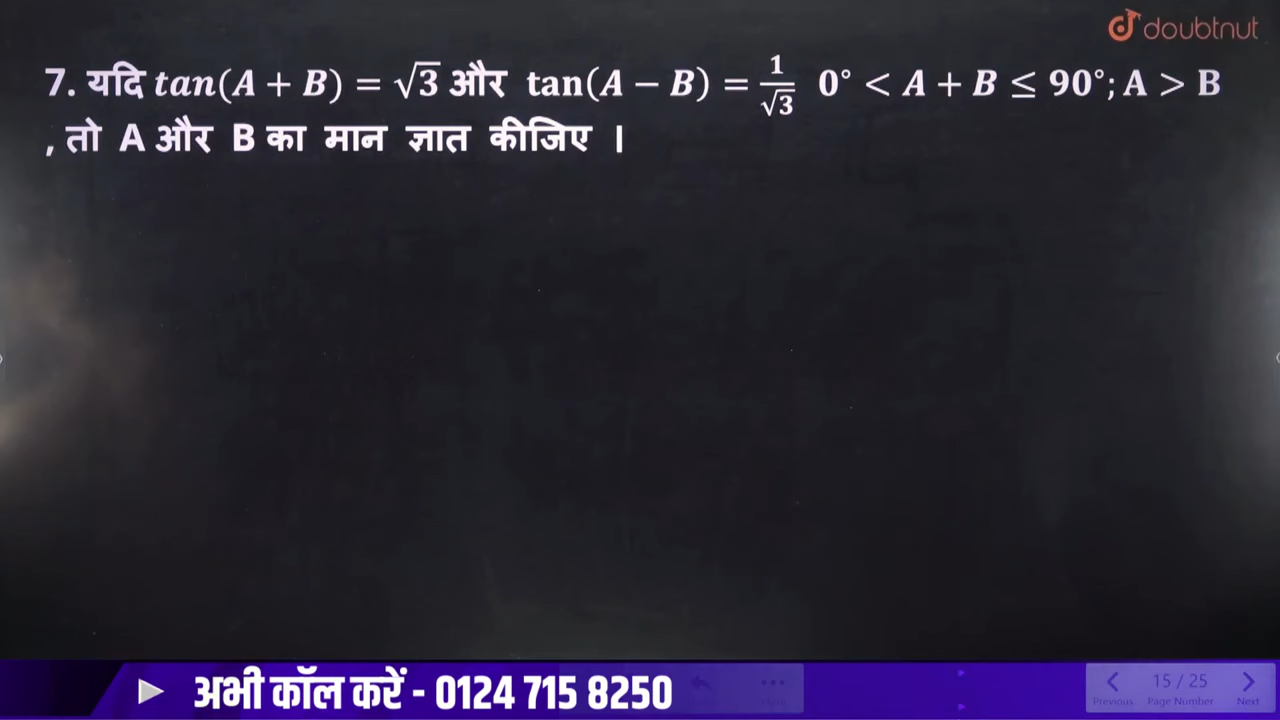 doubtnut
7. यदि tan(A + B) = √3 और tan(A − B) = 1/√3 0° < A + B ≤ 90°; A > B
, तो A और B का मान ज्ञात कीजिए ।
अभी कॉल करें - 0124 715 8250
15 / 25
Previous Page Number Next